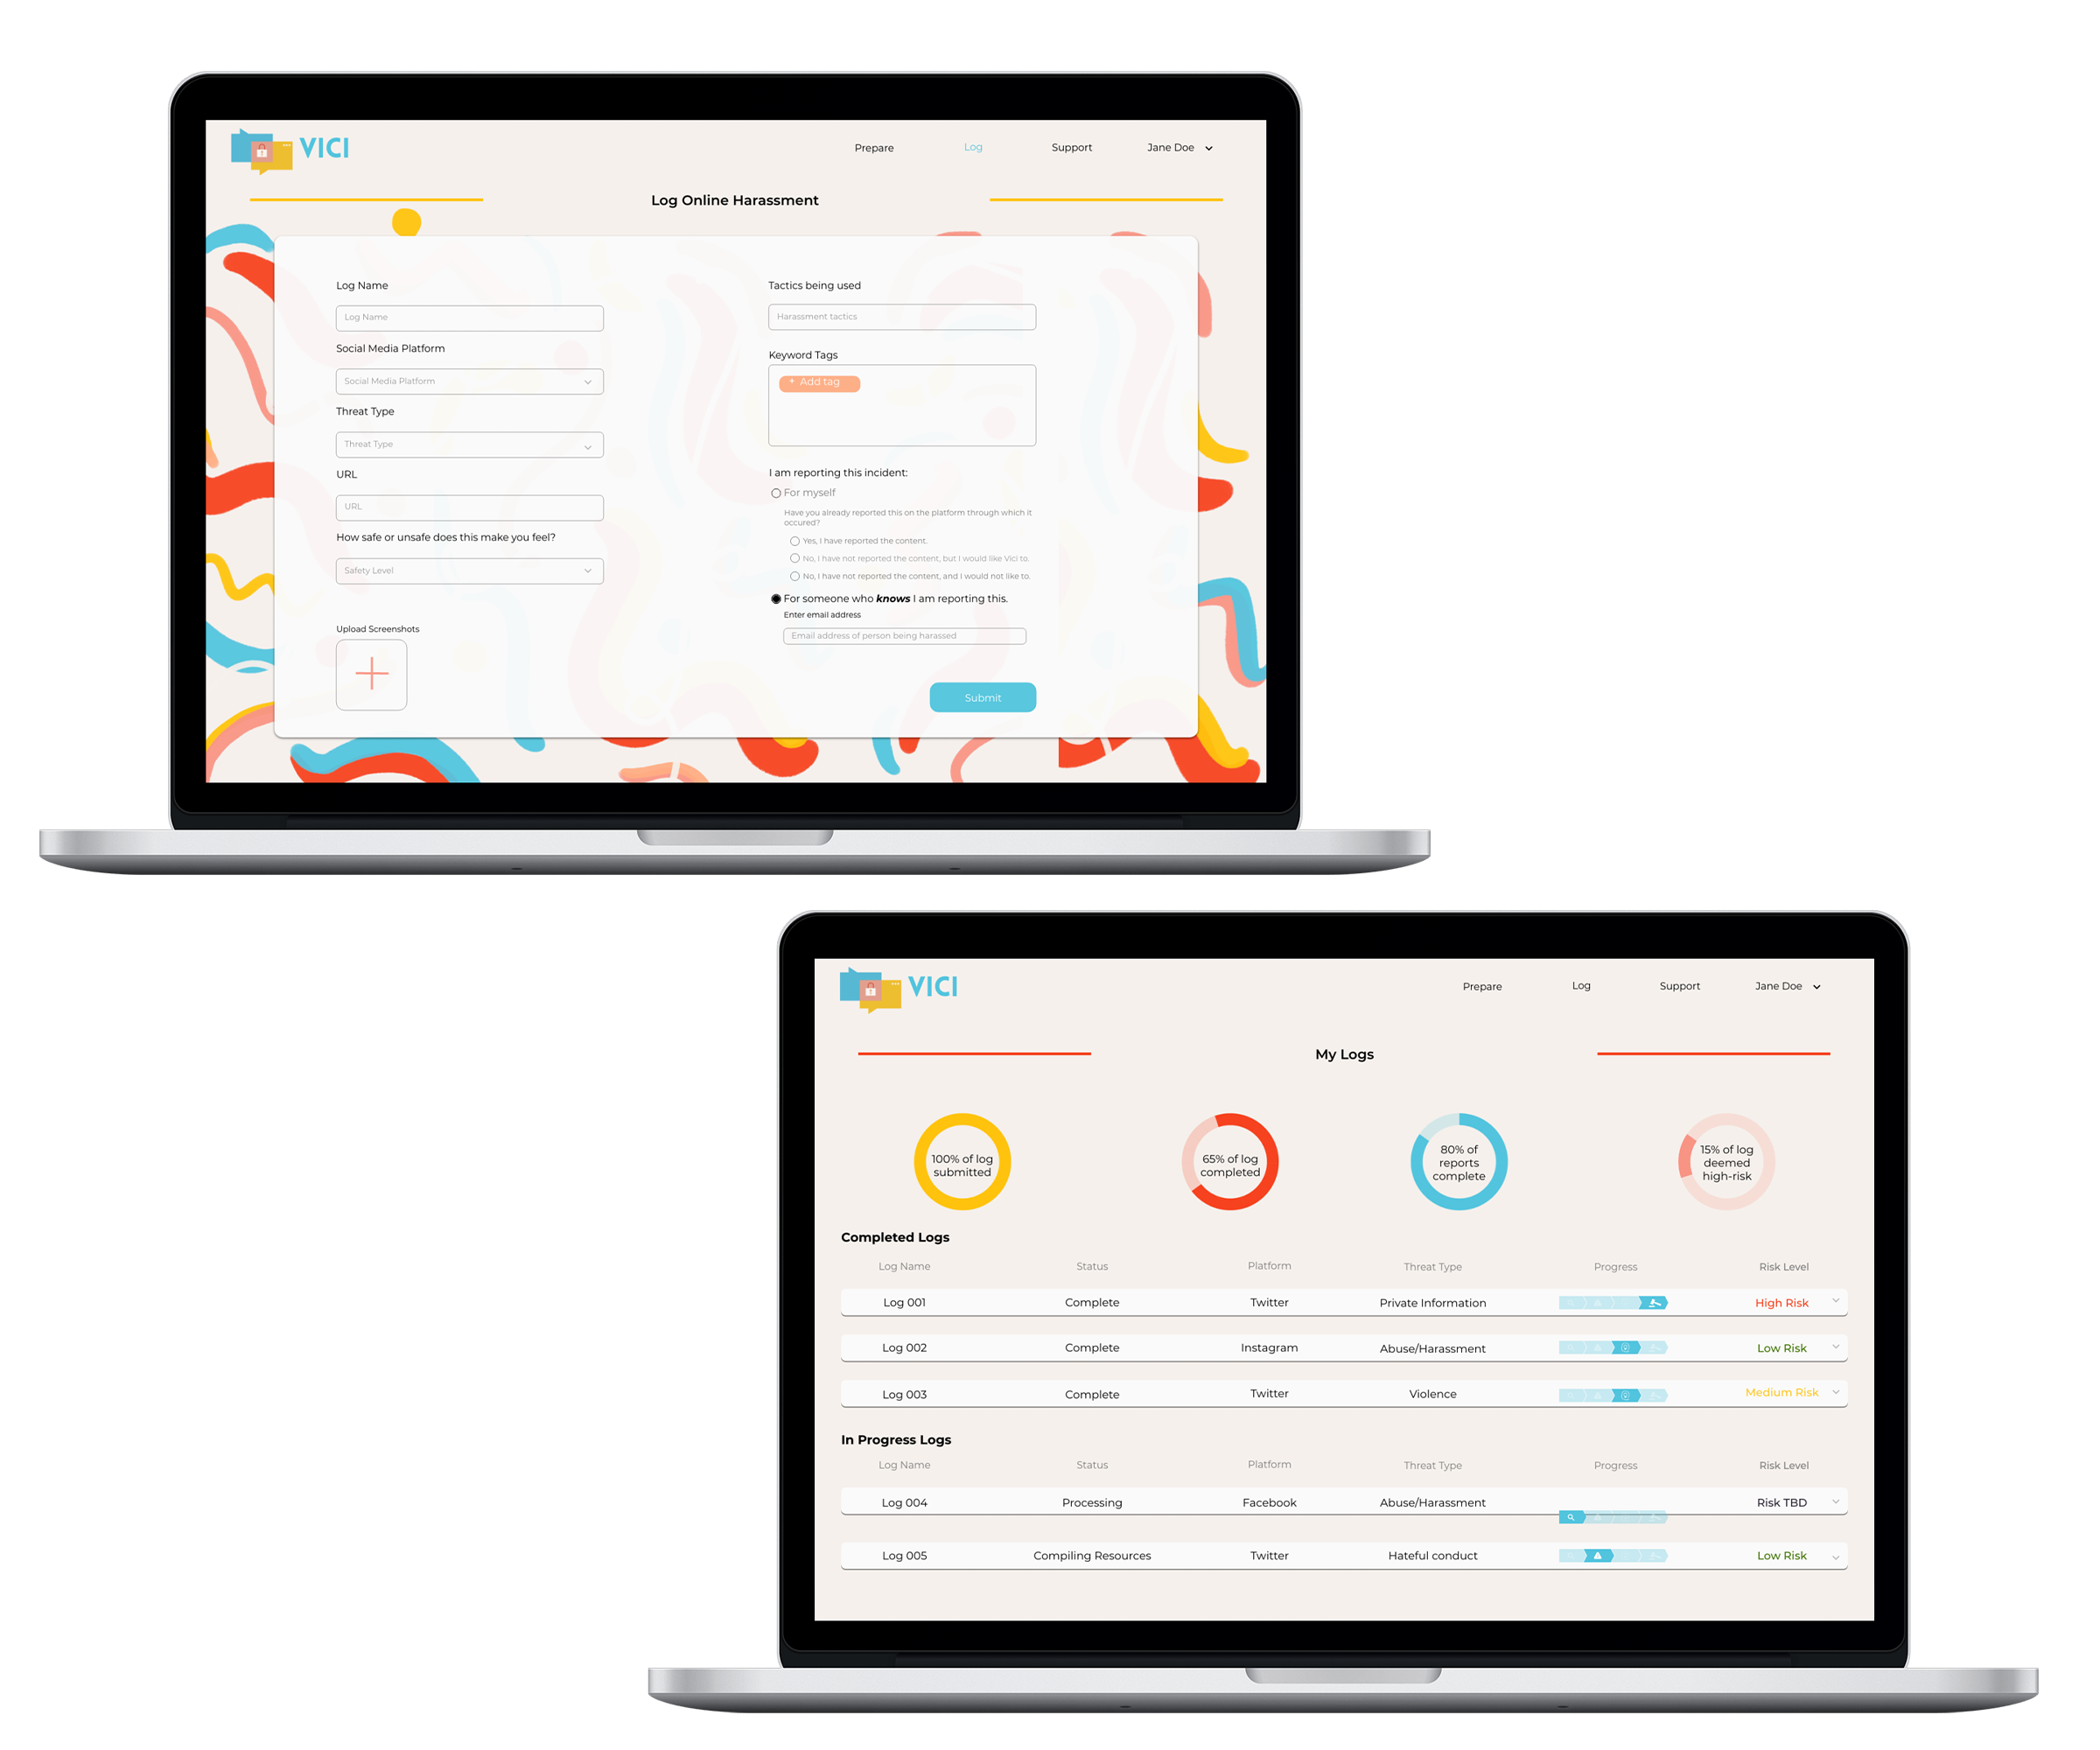 VICI
Prepare
Log
Support
Jane Doe
Log Online Harassment
Log Name
Log Name
Social Media Platform
Social Media Platform
Threat Type
Threat Type
URL
URL
How safe or unsafe does this make you feel?
Safety Level
Upload Screenshots
Tactics being used
Harassment tactics
Keyword Tags
+ Add tag
I am reporting this incident:
For myself
Have you already reported this on the platform through which it
occured?
Yes, I have reported the content.
No, I have not reported the content, but I would like Vici to.
No, I have not reported the content, and I would not like to.
For someone who knows I am reporting this.
Enter email address
Email address of person being harassed
Submit
VICI
Prepare
Log
Support
Jane Doe
My Logs
100% of log
submitted
65% of log
completed
80% of
reports
complete
15% of log
deemed
high-risk
Completed Logs
Log Name Status Platform Threat Type Progress Risk Level
Log 001 Complete Twitter Private Information High Risk
Log 002 Complete Instagram Abuse/Harassment Low Risk
Log 003 Complete Twitter Violence Medium Risk
In Progress Logs
Log Name Status Platform Threat Type Progress Risk Level
Log 004 Processing Facebook Abuse/Harassment Risk TBD
Log 005 Compiling Resources Twitter Hateful conduct Low Risk